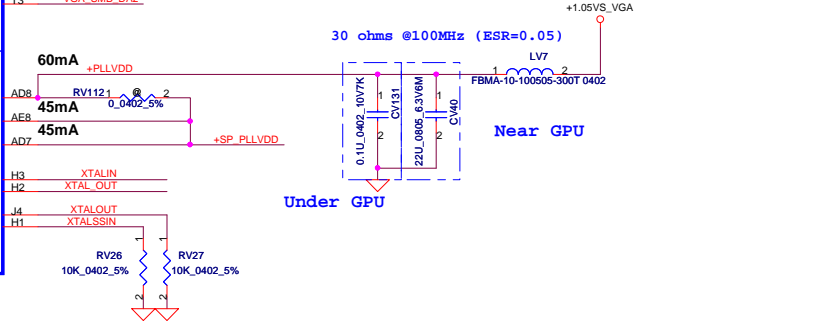 +1.05VS_VGA
30 ohms @100MHz (ESR=0.05)
LV7
1 2
FBMA-10-100505-300T 0402
60mA
+PLLVDD
AD8
RV112 1 @ 2
0_0402_5%
45mA
AE8
45mA
AD7
+SP_PLLVDD
0.1U_0402_10V7K
1
2
CV131
22U_0805_6.3V6M
1
2
CV40
Near GPU
Under GPU
H3 XTALIN
H2 XTAL_OUT
J4 XTALOUT
H1 XTALSSIN
1
RV26
10K_0402_5%
2
1
RV27
10K_0402_5%
2